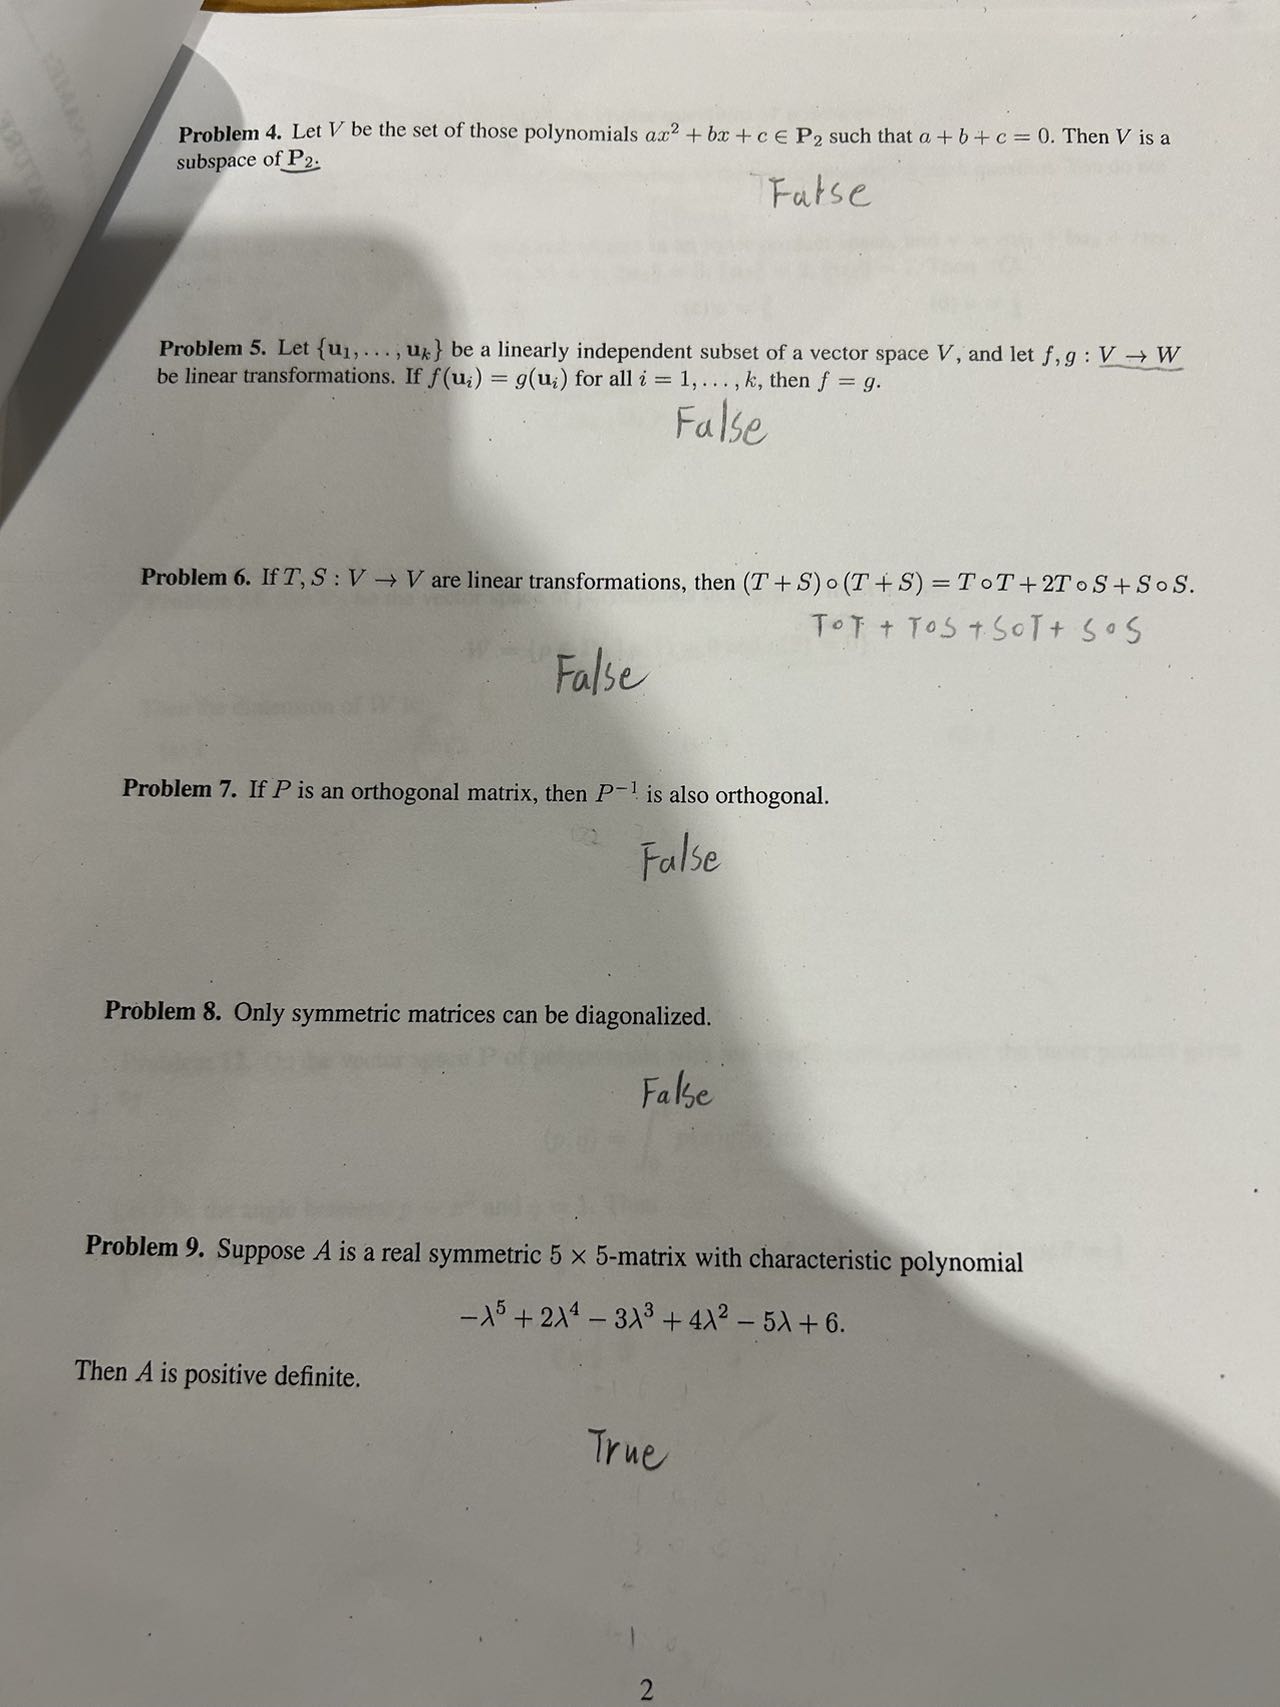 Problem 4. Let V be the set of those polynomials ax² + bx + c ∈ P₂ such that a + b + c = 0. Then V is a
subspace of P₂.
False
Problem 5. Let {u₁, . . . , uₖ} be a linearly independent subset of a vector space V, and let f, g : V → W
be linear transformations. If f(uᵢ) = g(uᵢ) for all i = 1, . . . , k, then f = g.
False
Problem 6. If T, S : V → V are linear transformations, then (T + S) ∘ (T + S) = T ∘ T + 2T ∘ S + S ∘ S.
T∘T + T∘S + S∘T + S∘S
False
Problem 7. If P is an orthogonal matrix, then P⁻¹ is also orthogonal.
False
Problem 8. Only symmetric matrices can be diagonalized.
False
Problem 9. Suppose A is a real symmetric 5 × 5-matrix with characteristic polynomial
−λ⁵ + 2λ⁴ − 3λ³ + 4λ² − 5λ + 6.
Then A is positive definite.
True
2